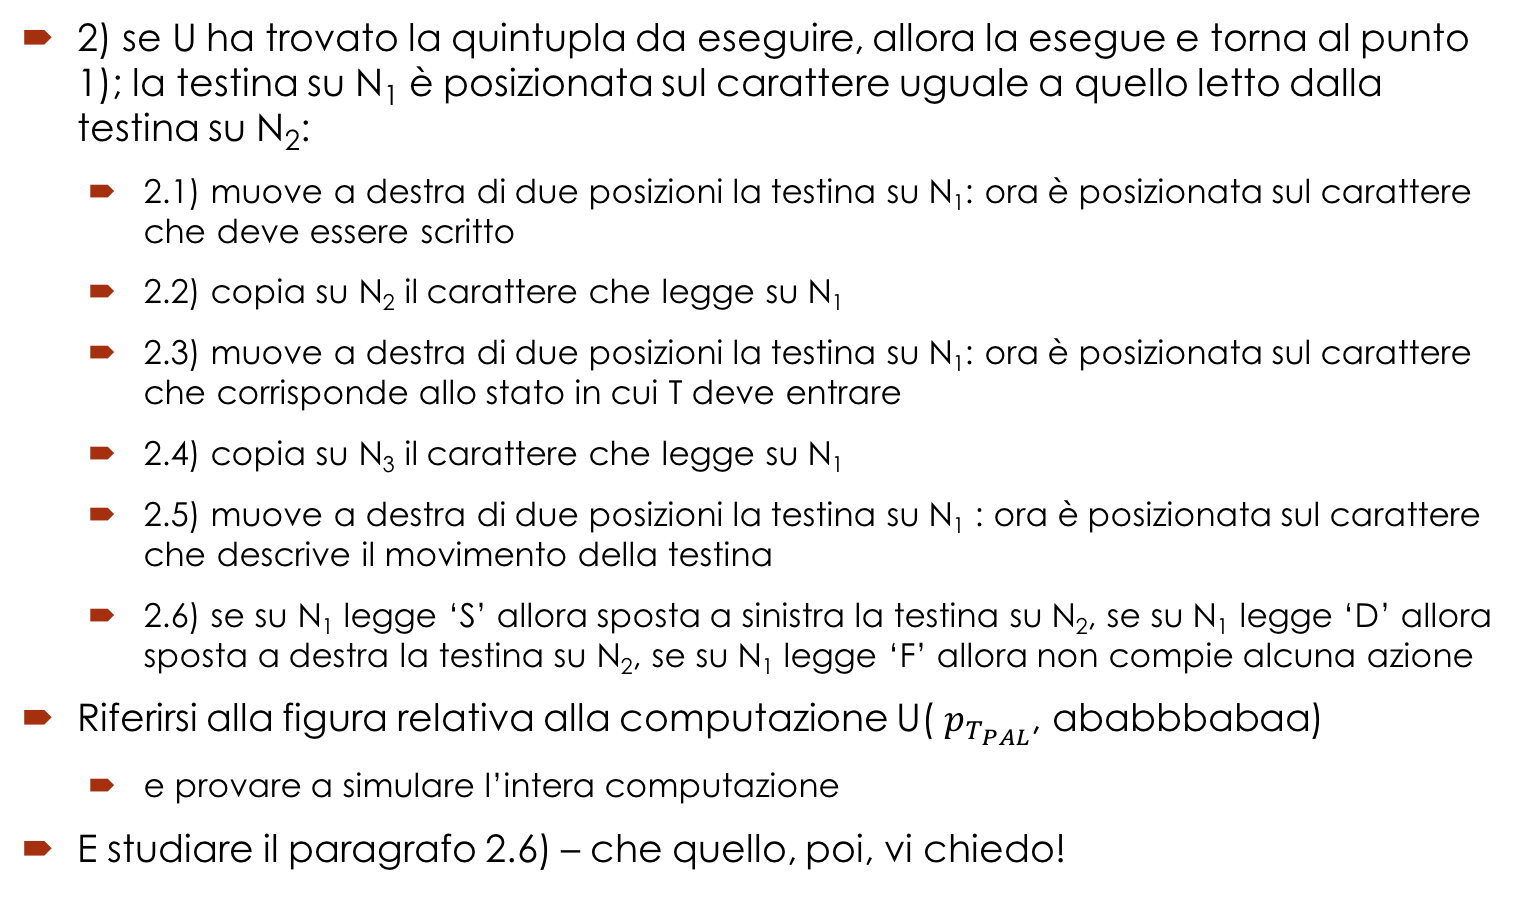 2) se U ha trovato la quintupla da eseguire, allora la esegue e torna al punto
1); la testina su N₁ è posizionata sul carattere uguale a quello letto dalla
testina su N₂:
2.1) muove a destra di due posizioni la testina su N₁: ora è posizionata sul carattere
che deve essere scritto
2.2) copia su N₂ il carattere che legge su N₁
2.3) muove a destra di due posizioni la testina su N₁: ora è posizionata sul carattere
che corrisponde allo stato in cui T deve entrare
2.4) copia su N₃ il carattere che legge su N₁
2.5) muove a destra di due posizioni la testina su N₁ : ora è posizionata sul carattere
che descrive il movimento della testina
2.6) se su N₁ legge ‘S’ allora sposta a sinistra la testina su N₂, se su N₁ legge ‘D’ allora
sposta a destra la testina su N₂, se su N₁ legge ‘F’ allora non compie alcuna azione
Riferirsi alla figura relativa alla computazione U( p_{T_{PAL}}, ababbbabaa)
e provare a simulare l’intera computazione
E studiare il paragrafo 2.6) – che quello, poi, vi chiedo!